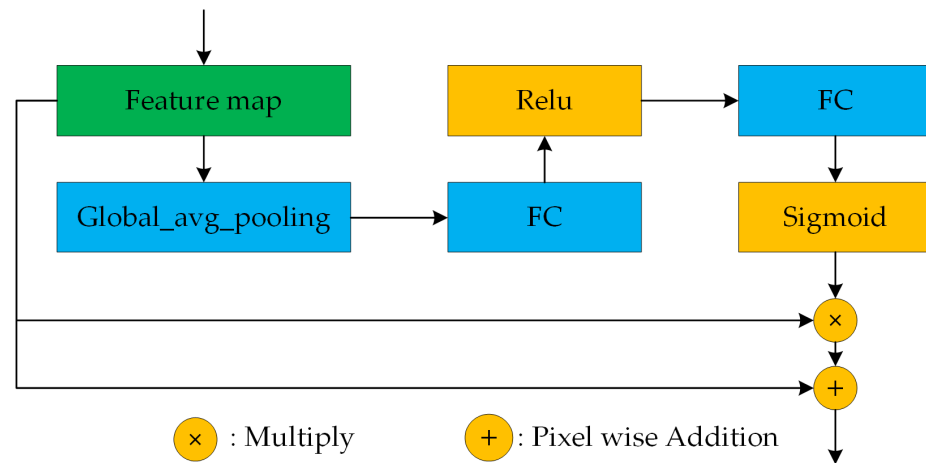 Feature map
Relu
FC
Global_avg_pooling
FC
Sigmoid
×
+
× : Multiply
+ : Pixel wise Addition